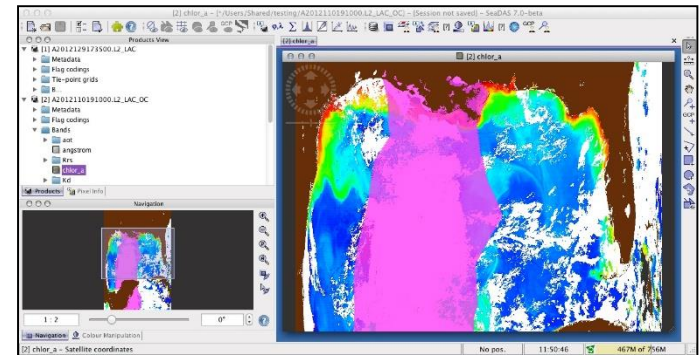 [2] chlor_a - [*/Users/Shared/testing/A2012110191000.L2_LAC_OC] - [Session not saved] - SeaDAS 7.0-beta
Products View
[1] A2012129173500.L2_LAC
Metadata
Flag codings
Tie-point grids
B...
[2] A2012110191000.L2_LAC_OC
Metadata
Flag codings
Bands
aot
angstrom
Rrs
chlor_a
Kd
Products
Pixel Info
[2] chlor_a
[2] chlor_a
GCP
Navigation
1 : 2
0°
Navigation
Colour Manipulation
[2] chlor_a - Satellite coordinates
No pos.
11:50:46
467M of 756M